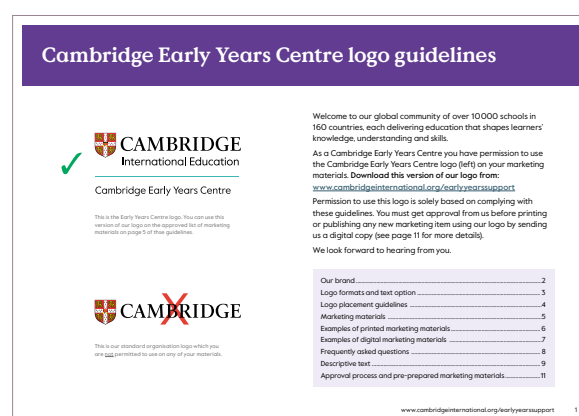 Cambridge Early Years Centre logo guidelines
CAMBRIDGE
International Education
Cambridge Early Years Centre
This is the Early Years Centre logo. You can use this
version of our logo on the approved list of marketing
materials on page 5 of thse guidelines.
CAMBRIDGE
This is our standard organisation logo which you
are not permitted to use on any of your materials.
Welcome to our global community of over 10 000 schools in
160 countries, each delivering education that shapes learners'
knowledge, understanding and skills.
As a Cambridge Early Years Centre you have permission to use
the Cambridge Early Years Centre logo (left) on your marketing
materials. Download this version of our logo from:
www.cambridgeinternational.org/earlyyearssupport
Permission to use this logo is solely based on complying with
these guidelines. You must get approval from us before printing
or publishing any new marketing item using our logo by sending
us a digital copy (see page 11 for more details).
We look forward to hearing from you.
Our brand 2
Logo formats and text option 3
Logo placement guidelines 4
Marketing materials 5
Examples of printed marketing materials 6
Examples of digital marketing materials 7
Frequently asked questions 8
Descriptive text 9
Approval process and pre-prepared marketing materials 11
www.cambridgeinternational.org/earlyyearssupport 1